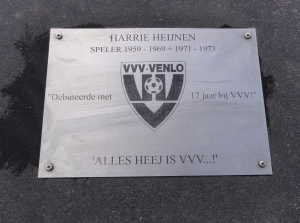 HARRIE HEIJNEN
SPELER 1959 - 1969 + 1971 - 1973
VVV-VENLO
"Debuteerde met 17 jaar bij VVV!"
'ALLES HEEJ IS VVV...!'